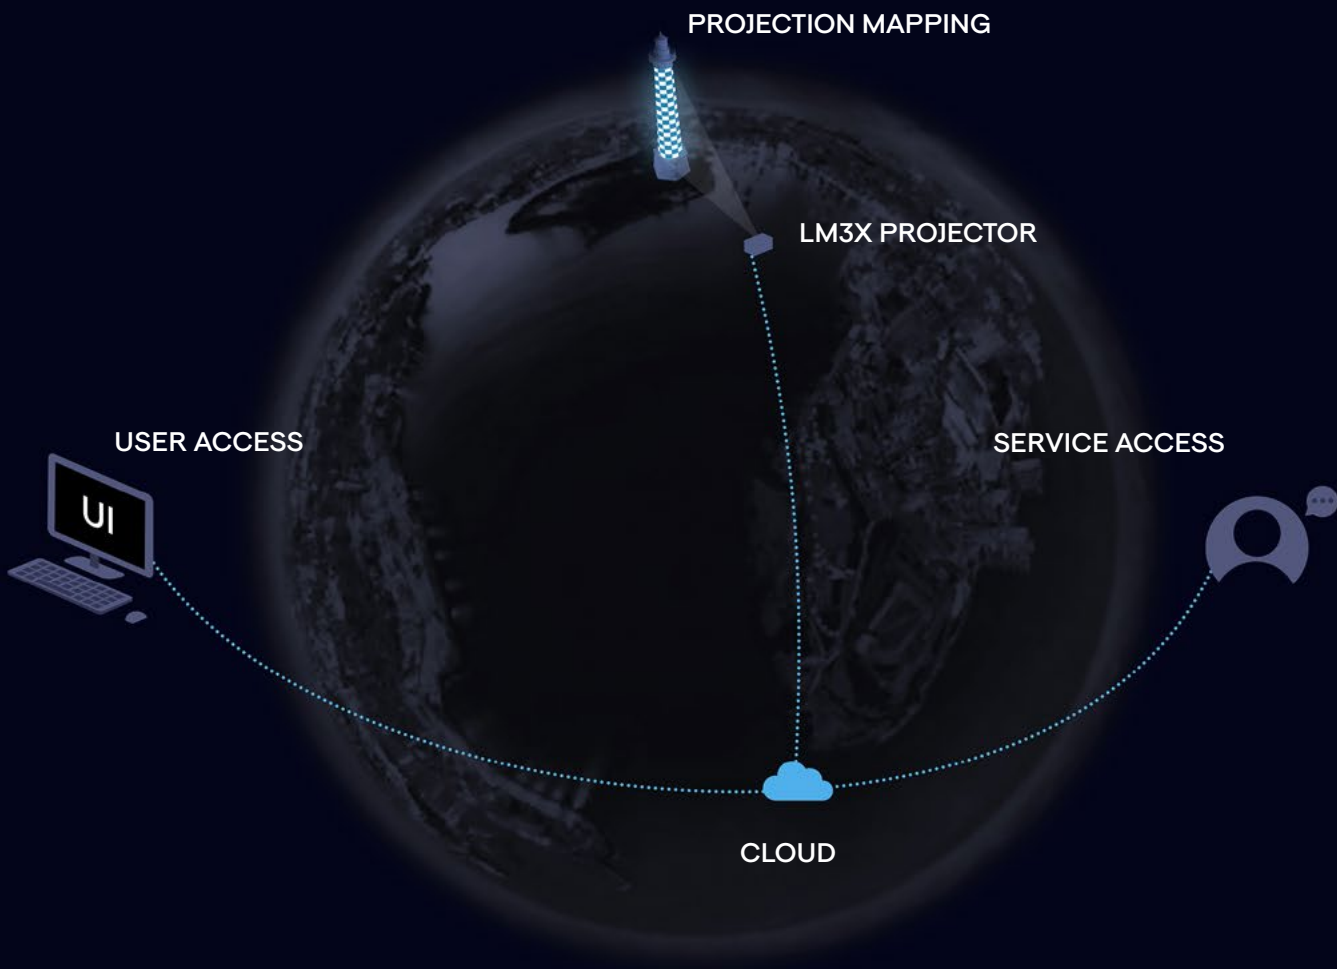 PROJECTION MAPPING
LM3X PROJECTOR
USER ACCESS
SERVICE ACCESS
UI
CLOUD